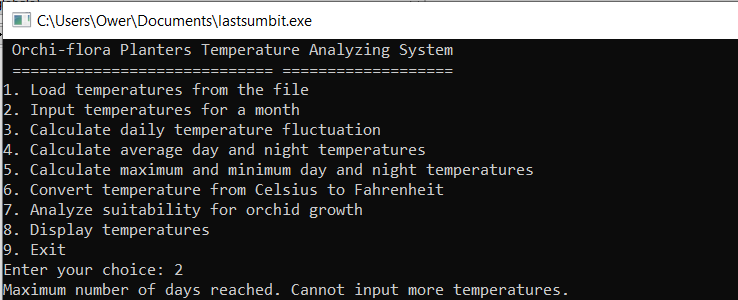 C:\Users\Ower\Documents\lastsumbit.exe
Orchi-flora Planters Temperature Analyzing System
============================= ===================
1. Load temperatures from the file
2. Input temperatures for a month
3. Calculate daily temperature fluctuation
4. Calculate average day and night temperatures
5. Calculate maximum and minimum day and night temperatures
6. Convert temperature from Celsius to Fahrenheit
7. Analyze suitability for orchid growth
8. Display temperatures
9. Exit
Enter your choice: 2
Maximum number of days reached. Cannot input more temperatures.